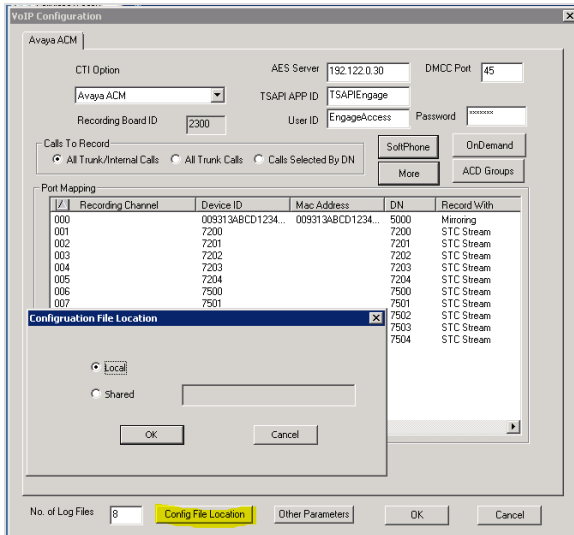 VoIP Configuration
Avaya ACM
CTI Option
AES Server 192.122.0.30 DMCC Port 45
Avaya ACM
TSAPI APP ID TSAPIEngage
Recording Board ID 2300
User ID EngageAccess Password xxxxxxx
Calls To Record
All Trunk/Internal Calls All Trunk Calls Calls Selected By DN
SoftPhone OnDemand
More ACD Groups
Port Mapping
/ Recording Channel Device ID Mac Address DN Record With
000 009313ABCD1234... 009313ABCD1234... 5000 Mirroring
001 7200 7200 STC Stream
002 7201 7201 STC Stream
003 7202 7202 STC Stream
004 7203 7203 STC Stream
005 7204 7204 STC Stream
006 7500 7500 STC Stream
007 7501 7501 STC Stream
7502 STC Stream
7503 STC Stream
7504 STC Stream
Configruation File Location
Local
Shared
OK Cancel
No. of Log Files 8 Config File Location Other Parameters OK Cancel